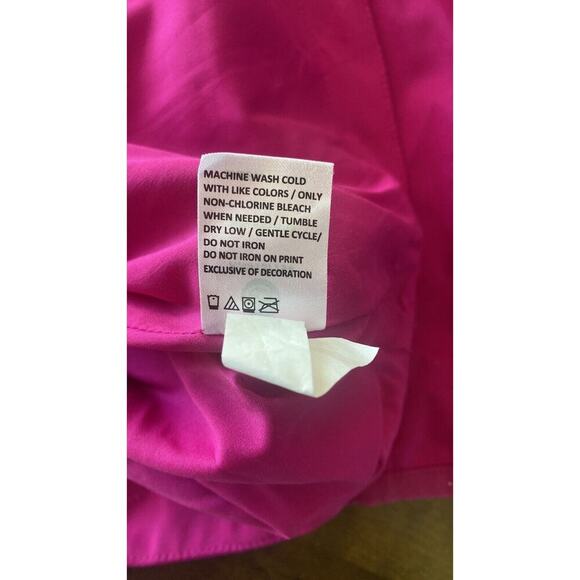 MACHINE WASH COLD
WITH LIKE COLORS / ONLY
NON-CHLORINE BLEACH
WHEN NEEDED / TUMBLE
DRY LOW / GENTLE CYCLE/
DO NOT IRON
DO NOT IRON ON PRINT
EXCLUSIVE OF DECORATION